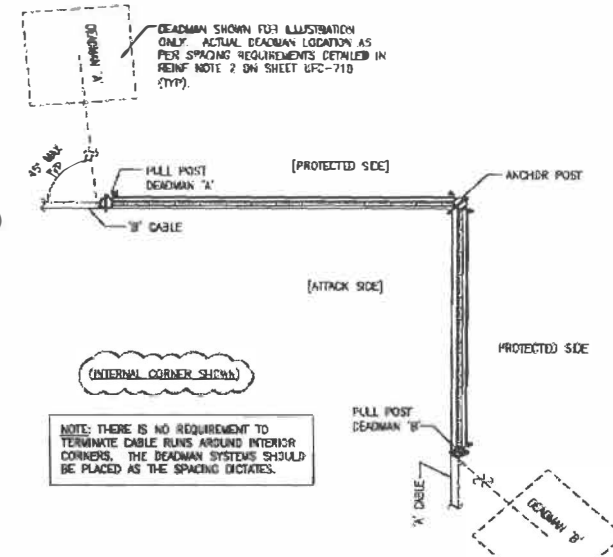 DEADMAN 'A'
DEADMAN SHOWN FOR ILLUSTRATION
ONLY. ACTUAL DEADMAN LOCATION AS
PER SPACING REQUIREMENTS DETAILED IN
REINF NOTE 2 ON SHEET UFC-710
(TYP).
45° MAX
TYP
PULL POST
DEADMAN 'A'
[PROTECTED SIDE]
ANCHOR POST
'B' CABLE
[ATTACK SIDE]
PROTECTED SIDE
(INTERNAL CORNER SHOWN)
NOTE: THERE IS NO REQUIREMENT TO
TERMINATE CABLE RUNS AROUND INTERIOR
CORNERS. THE DEADMAN SYSTEMS SHOULD
BE PLACED AS THE SPACING DICTATES.
PULL POST
DEADMAN 'B'
'A' CABLE
DEADMAN 'B'